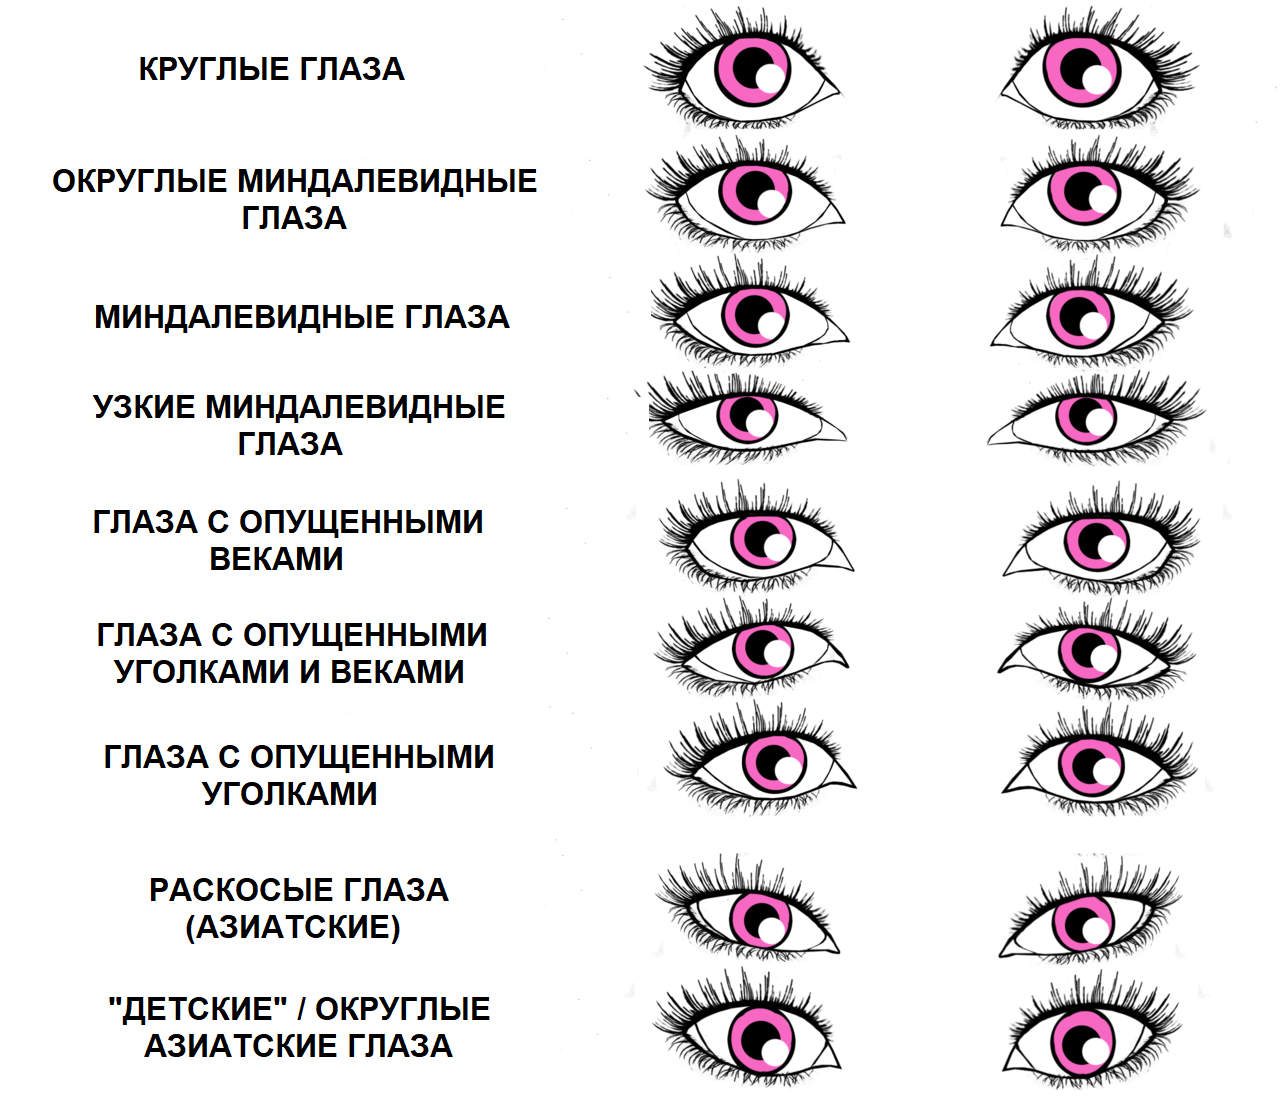 КРУГЛЫЕ ГЛАЗА
ОКРУГЛЫЕ МИНДАЛЕВИДНЫЕ
ГЛАЗА
МИНДАЛЕВИДНЫЕ ГЛАЗА
УЗКИЕ МИНДАЛЕВИДНЫЕ
ГЛАЗА
ГЛАЗА С ОПУЩЕННЫМИ
ВЕКАМИ
ГЛАЗА С ОПУЩЕННЫМИ
УГОЛКАМИ И ВЕКАМИ
ГЛАЗА С ОПУЩЕННЫМИ
УГОЛКАМИ
РАСКОСЫЕ ГЛАЗА
(АЗИАТСКИЕ)
"ДЕТСКИЕ" / ОКРУГЛЫЕ
АЗИАТСКИЕ ГЛАЗА